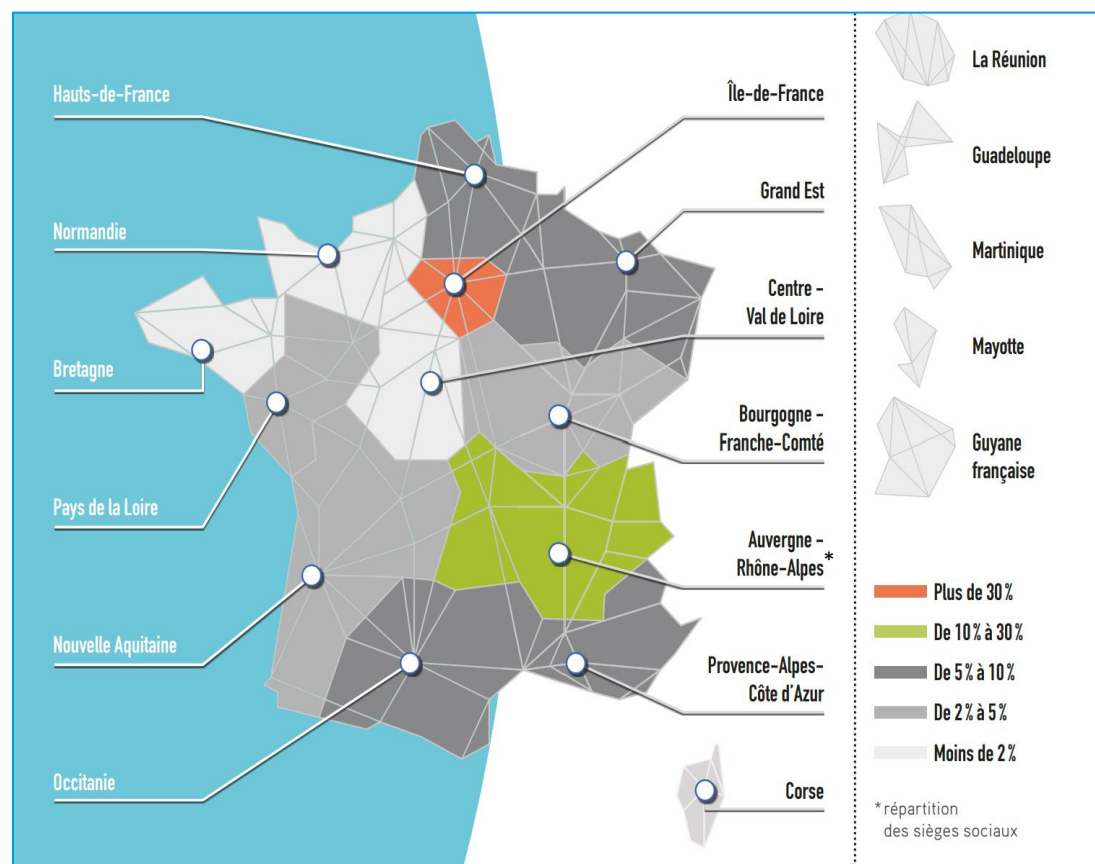 Hauts-de-France
Normandie
Bretagne
Pays de la Loire
Nouvelle Aquitaine
Occitanie
Île-de-France
Grand Est
Centre -
Val de Loire
Bourgogne -
Franche-Comté
Auvergne -
Rhône-Alpes*
Provence-Alpes-
Côte d'Azur
Corse
La Réunion
Guadeloupe
Martinique
Mayotte
Guyane
française
Plus de 30 %
De 10 % à 30 %
De 5 % à 10 %
De 2 % à 5 %
Moins de 2 %
* répartition
des sièges sociaux